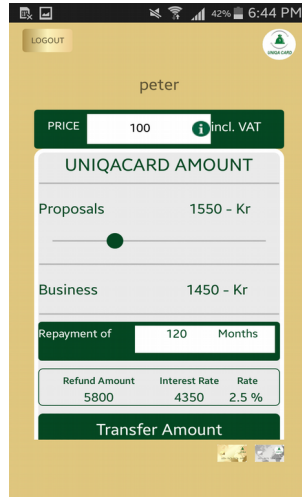 42% 6:44 PM
LOGOUT
UNIQA CARD
peter
PRICE 100 i incl. VAT
UNIQACARD AMOUNT
Proposals 1550 - Kr
Business 1450 - Kr
Repayment of 120 Months
Refund Amount Interest Rate Rate
5800 4350 2.5 %
Transfer Amount